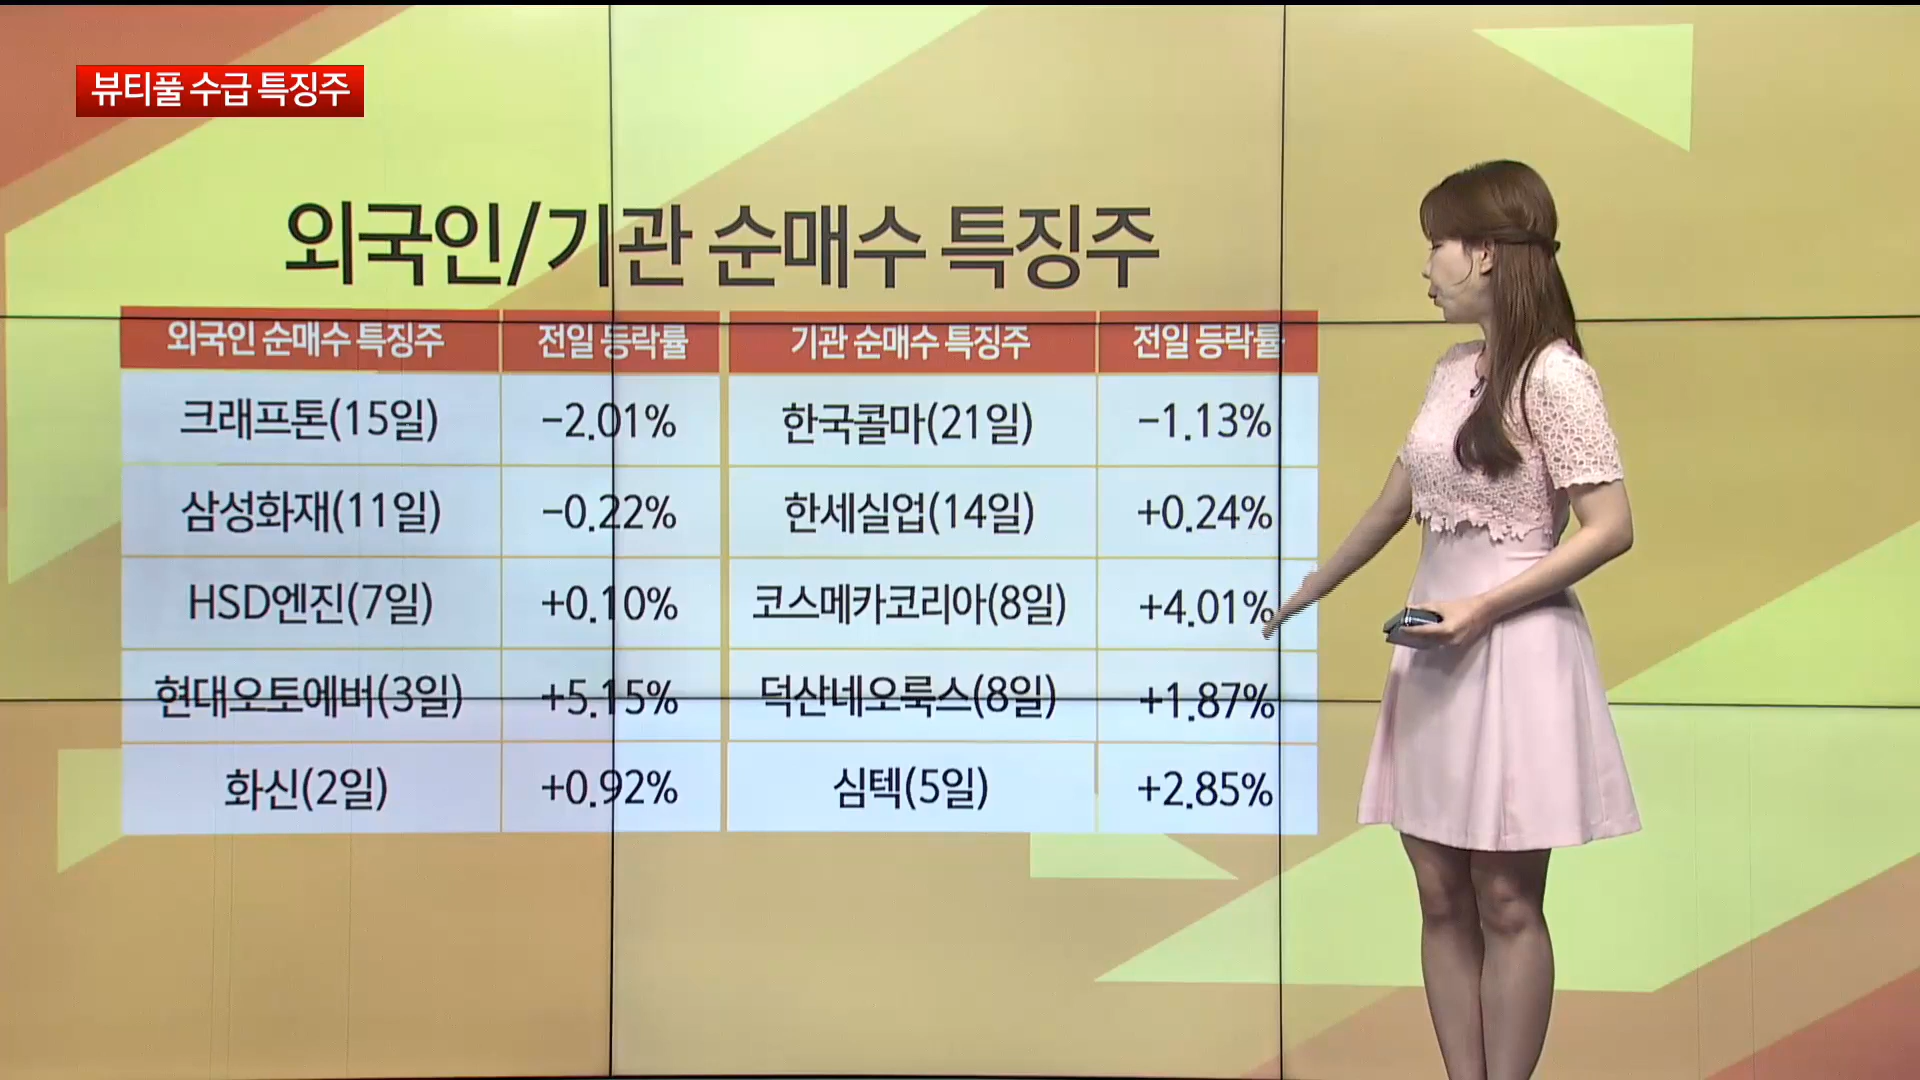 뷰티풀 수급 특징주
외국인/기관 순매수 특징주
외국인 순매수 특징주 전일 등락률 기관 순매수 특징주 전일 등락률
크래프톤(15일) -2.01% 한국콜마(21일) -1.13%
삼성화재(11일) -0.22% 한세실업(14일) +0.24%
HSD엔진(7일) +0.10% 코스메카코리아(8일) +4.01%
현대오토에버(3일) +5.15% 덕산네오룩스(8일) +1.87%
화신(2일) +0.92% 심텍(5일) +2.85%